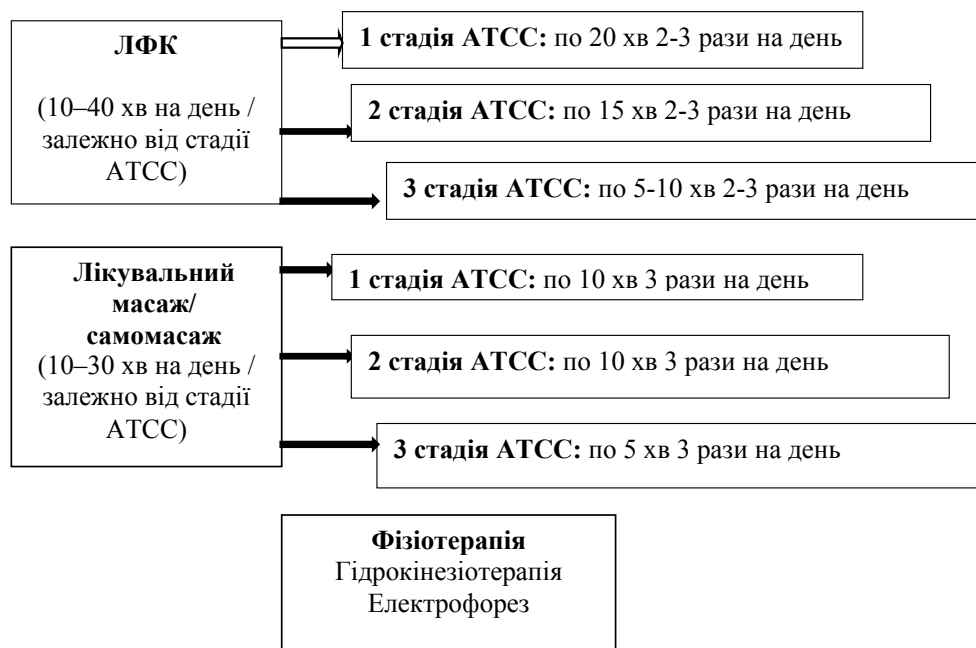 ЛФК
(10–40 хв на день /
залежно від стадії
АТСС)
1 стадія АТСС: по 20 хв 2-3 рази на день
2 стадія АТСС: по 15 хв 2-3 рази на день
3 стадія АТСС: по 5-10 хв 2-3 рази на день
Лікувальний
масаж/
самомасаж
(10–30 хв на день /
залежно від стадії
АТСС)
1 стадія АТСС: по 10 хв 3 рази на день
2 стадія АТСС: по 10 хв 3 рази на день
3 стадія АТСС: по 5 хв 3 рази на день
Фізіотерапія
Гідрокінезіотерапія
Електрофорез